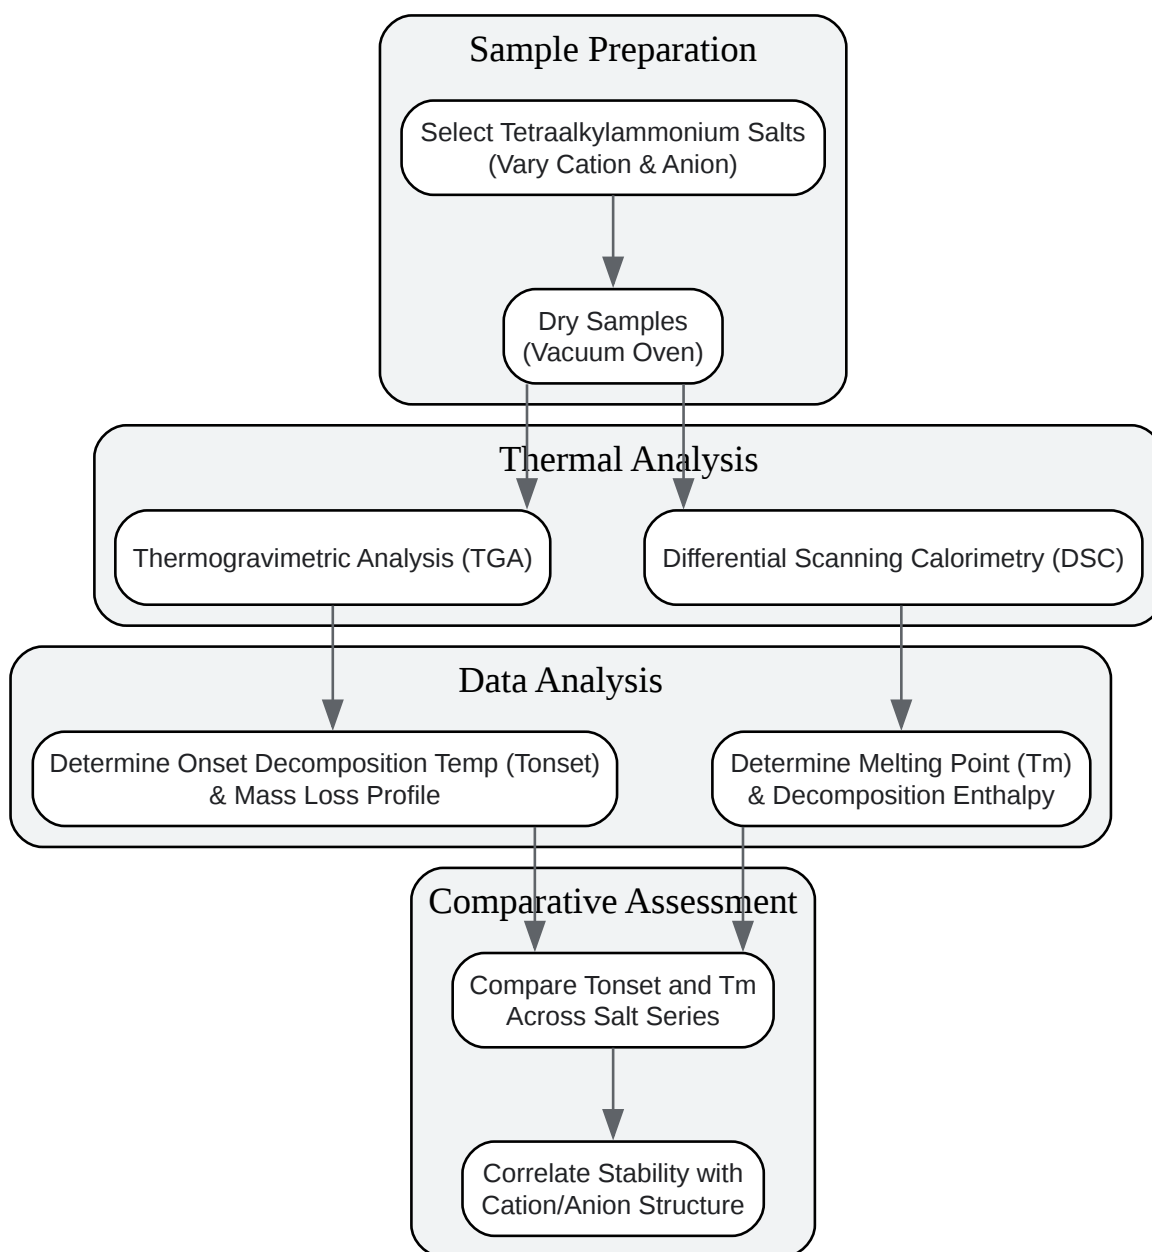 Sample Preparation
Select Tetraalkylammonium Salts
(Vary Cation & Anion)
Dry Samples
(Vacuum Oven)
Thermal Analysis
Thermogravimetric Analysis (TGA)
Differential Scanning Calorimetry (DSC)
Data Analysis
Determine Onset Decomposition Temp (Tonset)
& Mass Loss Profile
Determine Melting Point (Tm)
& Decomposition Enthalpy
Comparative Assessment
Compare Tonset and Tm
Across Salt Series
Correlate Stability with
Cation/Anion Structure